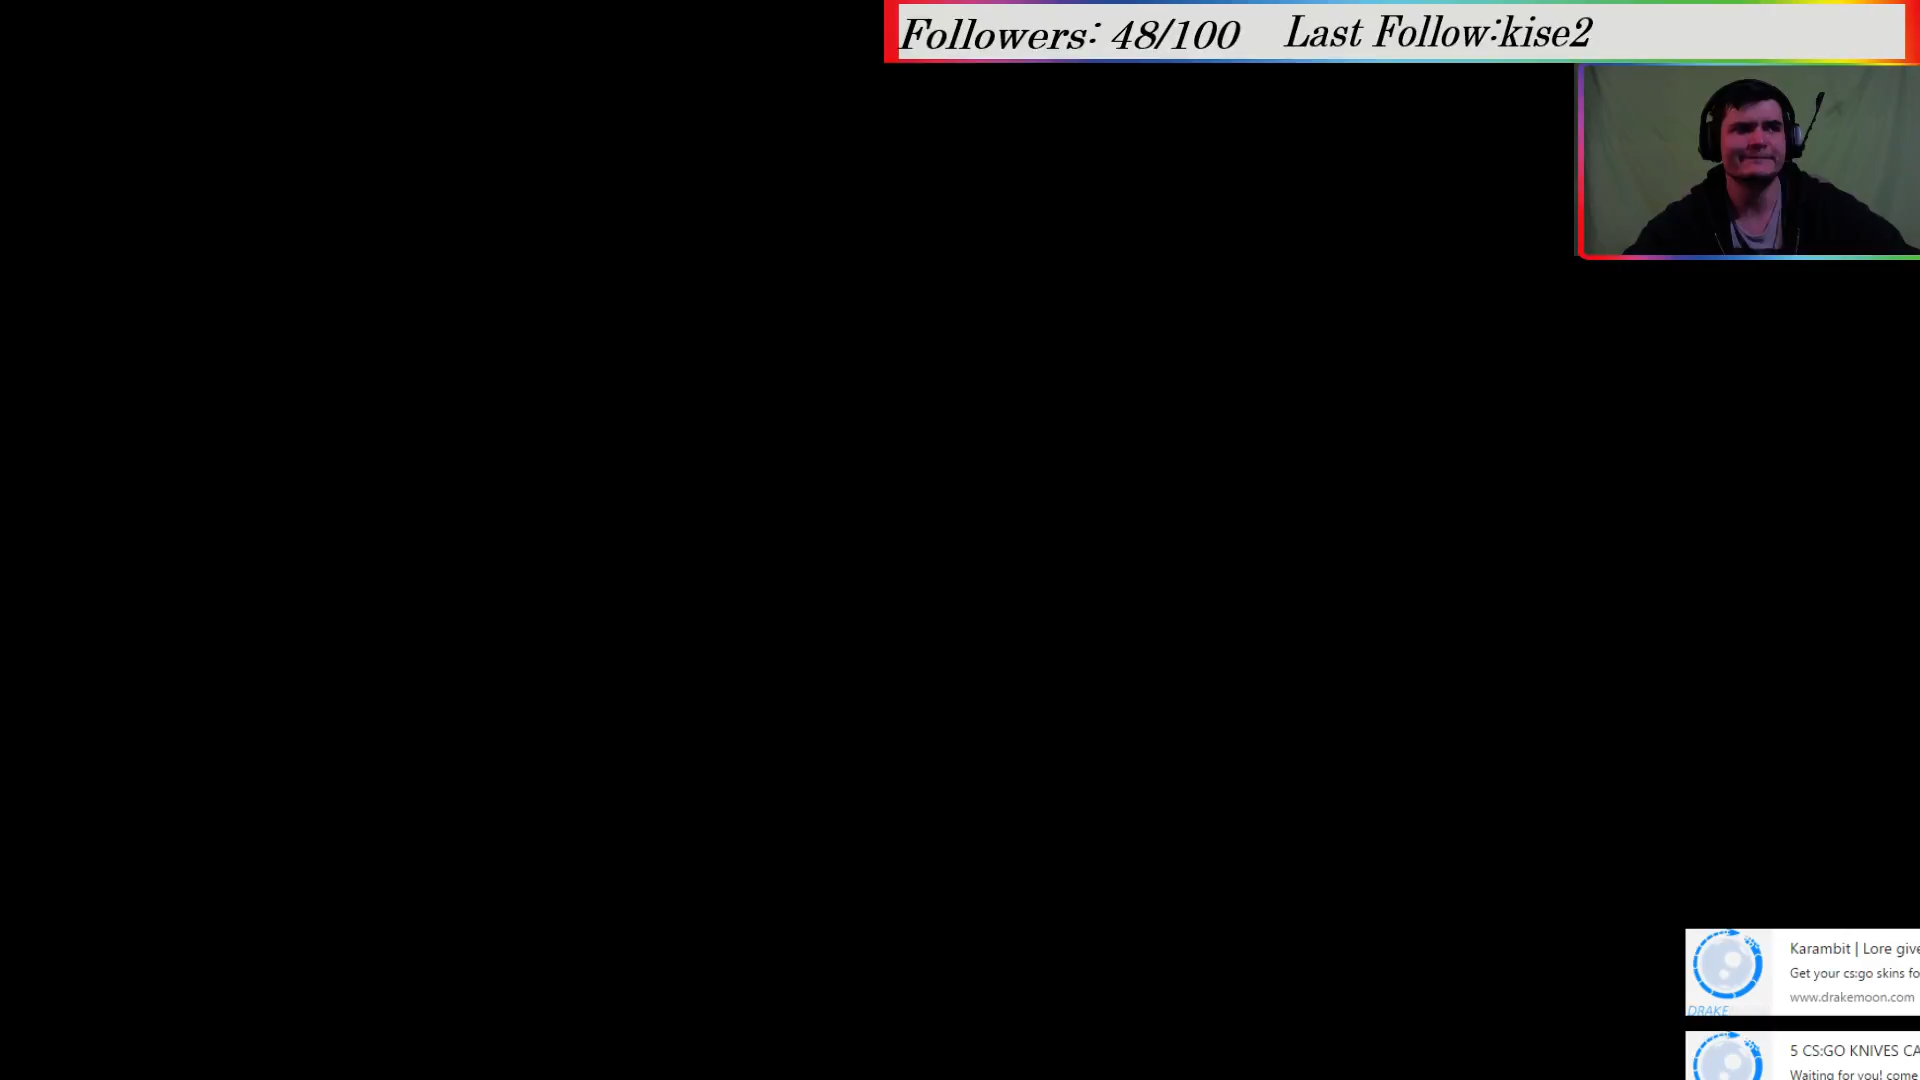 Followers: 48/100 Last Follow:kise2
Karambit | Lore give
Get your cs:go skins fo
www.drakemoon.com
DRAKE
5 CS:GO KNIVES CA
Waiting for you! come